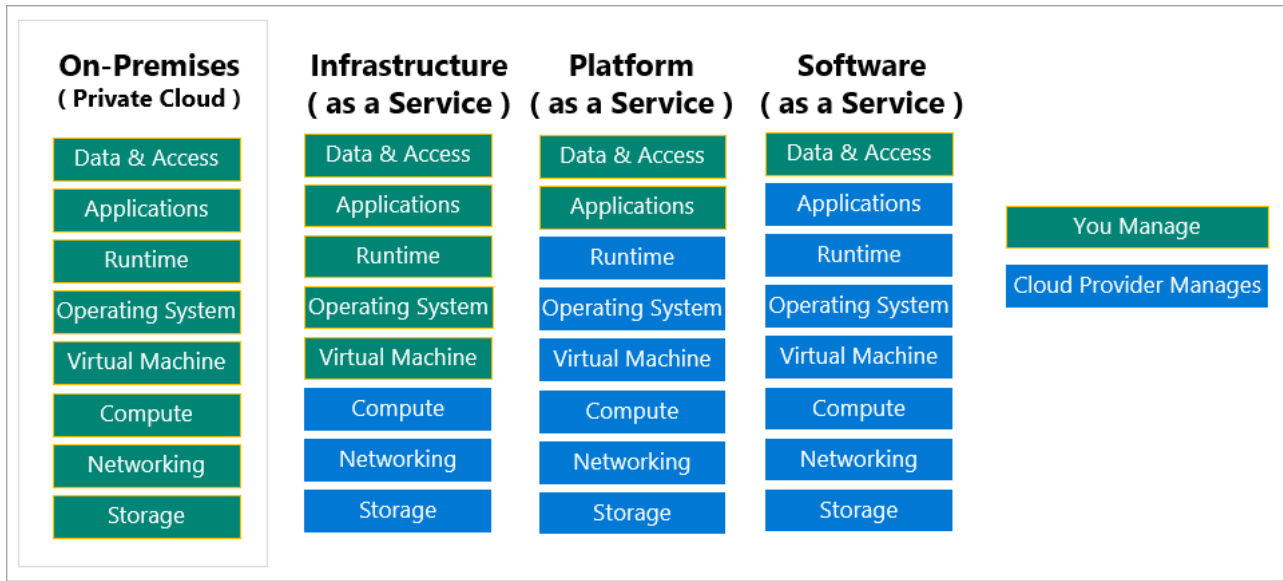 On-Premises
( Private Cloud )
Data & Access
Applications
Runtime
Operating System
Virtual Machine
Compute
Networking
Storage
Infrastructure
( as a Service )
Data & Access
Applications
Runtime
Operating System
Virtual Machine
Compute
Networking
Storage
Platform
( as a Service )
Data & Access
Applications
Runtime
Operating System
Virtual Machine
Compute
Networking
Storage
Software
( as a Service )
Data & Access
Applications
Runtime
Operating System
Virtual Machine
Compute
Networking
Storage
You Manage
Cloud Provider Manages